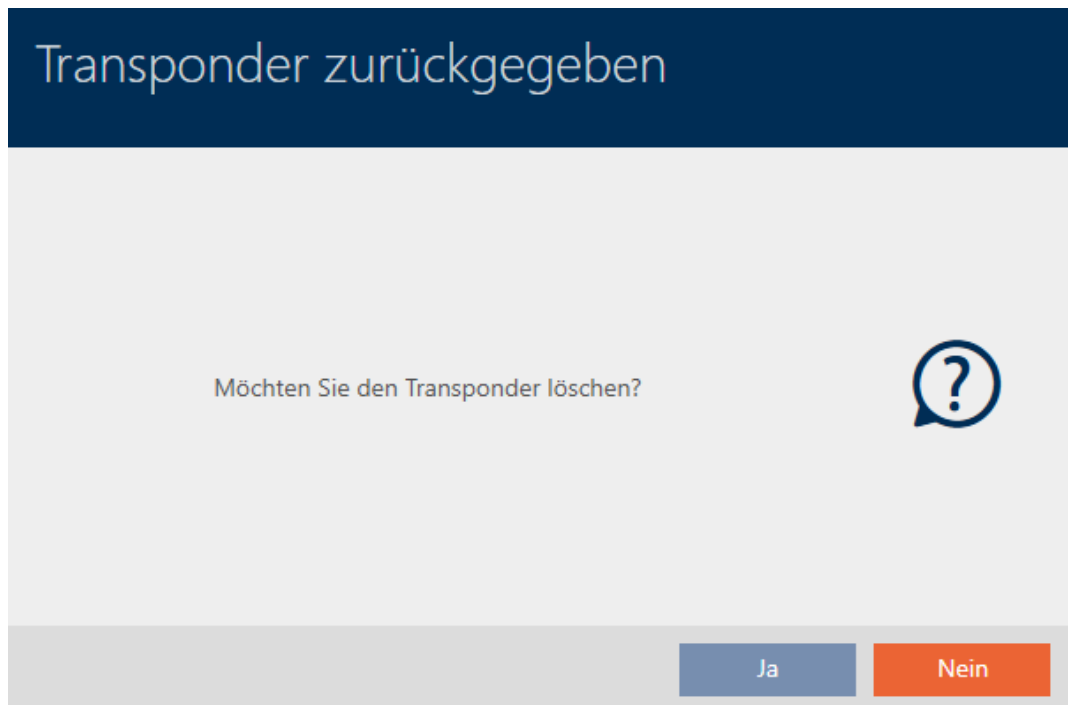 Transponder zurückgegeben
Möchten Sie den Transponder löschen?
?
Ja
Nein